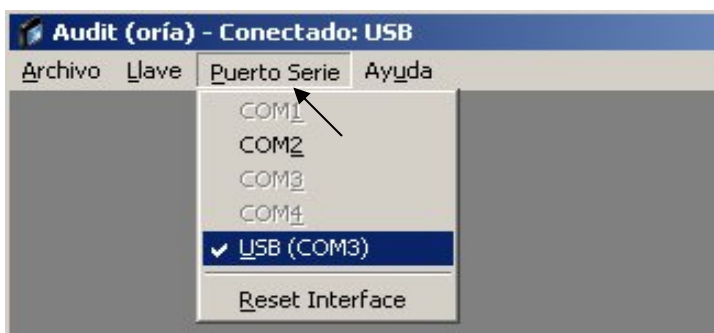 Audit (oría) - Conectado: USB
Archivo Llave Puerto Serie Ayuda
COM1
COM2
COM3
COM4
USB (COM3)
Reset Interface